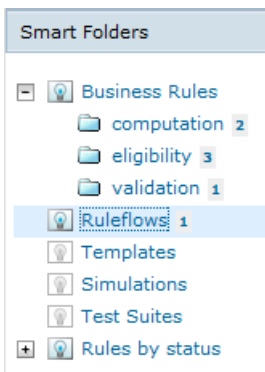 Smart Folders
Business Rules
computation 2
eligibility 3
validation 1
Ruleflows 1
Templates
Simulations
Test Suites
Rules by status